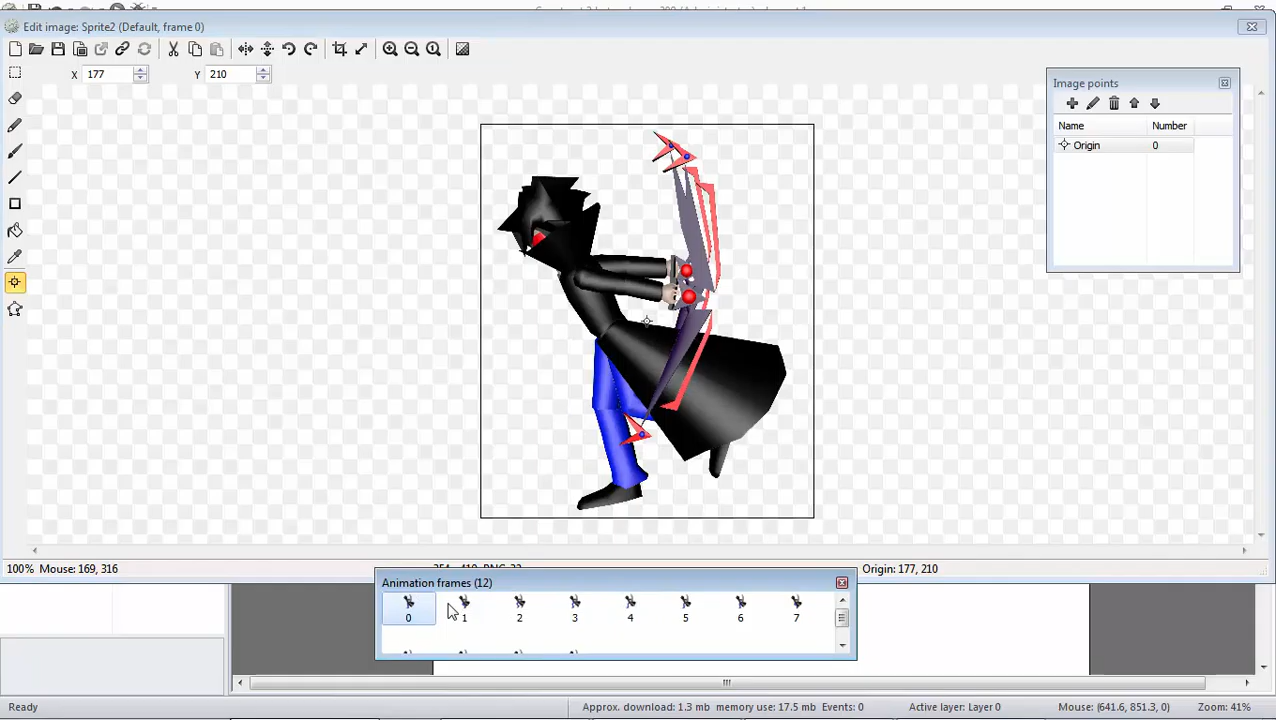 Edit image: Sprite2 (Default, frame 0)
X 177 Y 210
Image points
Name Number
Origin 0
100% Mouse: 169, 316
Origin: 177, 210
Animation frames (12)
0 1 2 3 4 5 6 7
Ready
Approx. download: 1.3 mb
memory use: 17.5 mb
Events: 0
Active layer: Layer 0
Mouse: (641.6, 851.3, 0)
Zoom: 41%